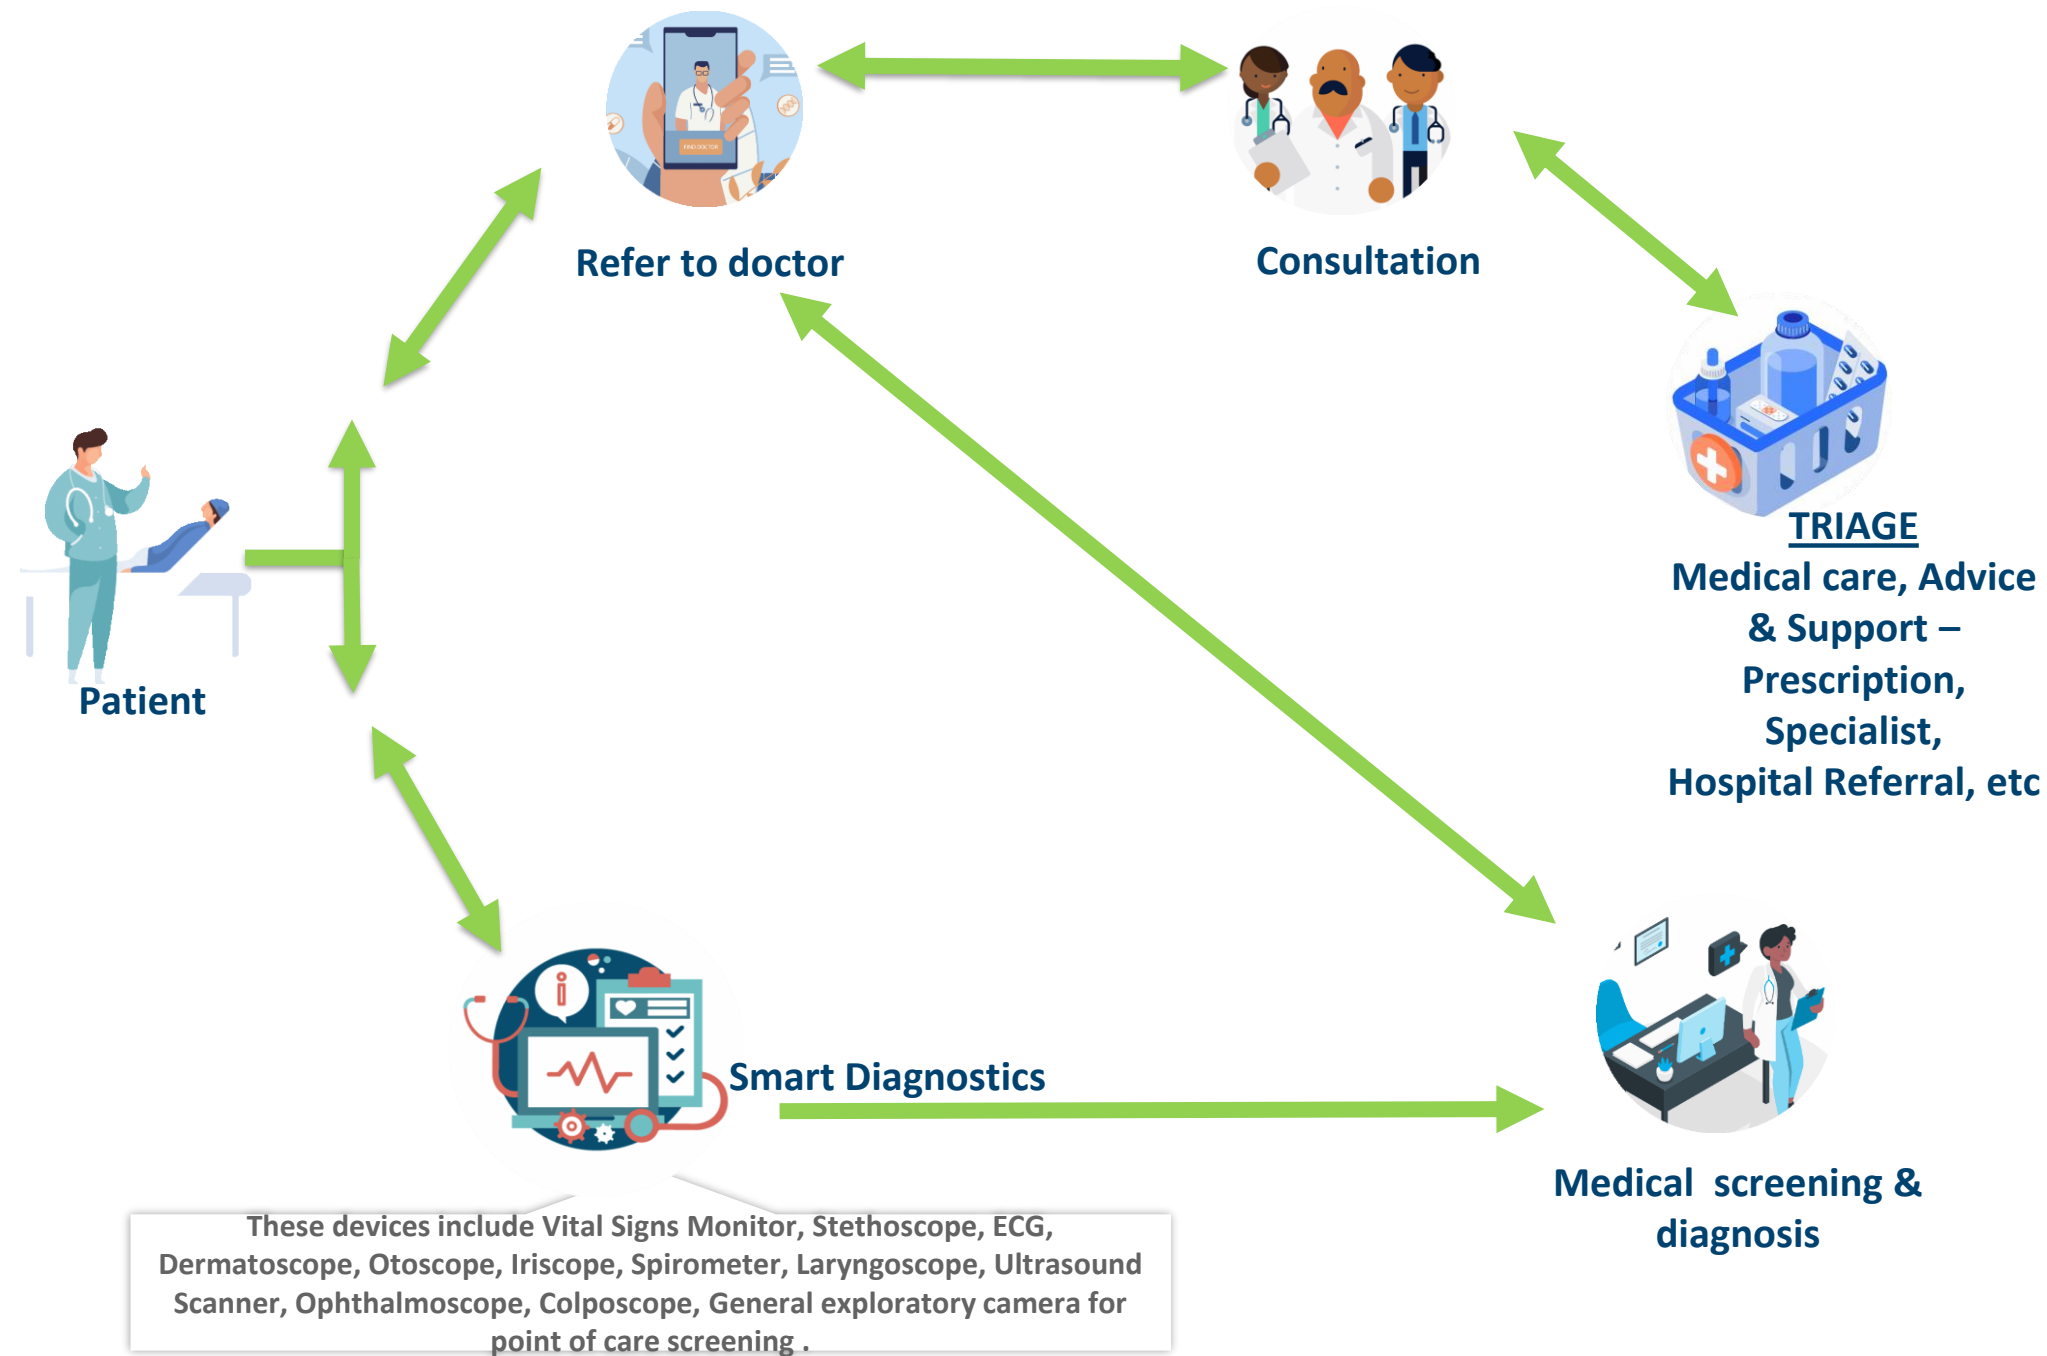 FIND DOCTOR
Refer to doctor
Consultation
TRIAGE
Medical care, Advice
& Support –
Prescription,
Specialist,
Hospital Referral, etc
Patient
Smart Diagnostics
Medical  screening &
diagnosis
These devices include Vital Signs Monitor, Stethoscope, ECG,
Dermatoscope, Otoscope, Iriscope, Spirometer, Laryngoscope, Ultrasound
Scanner, Ophthalmoscope, Colposcope, General exploratory camera for
point of care screening .